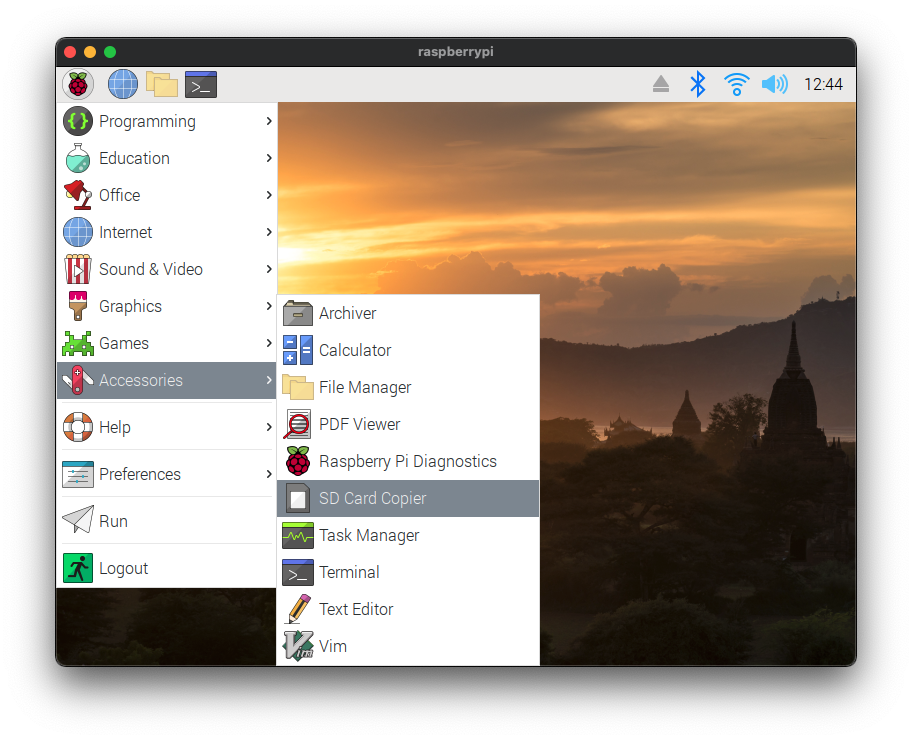 raspberrypi
12:44
Programming
Education
Office
Internet
Sound & Video
Graphics
Games
Accessories
Help
Preferences
Run
Logout
Archiver
Calculator
File Manager
PDF Viewer
Raspberry Pi Diagnostics
SD Card Copier
Task Manager
Terminal
Text Editor
Vim